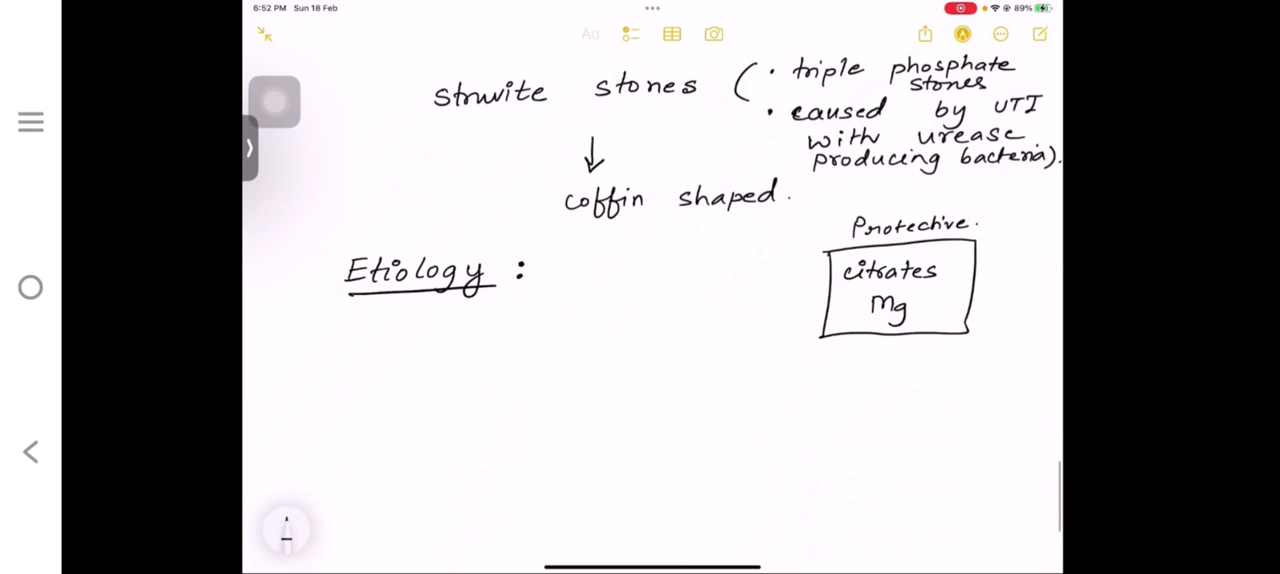 6:52 PM Sun 18 Feb
89%
Aa
struvite stones ( • triple phosphate
stones
• caused by UTI
with urease
producing bacteria).
↓
coffin shaped.
Protective.
Etiology :
citrates
Mg